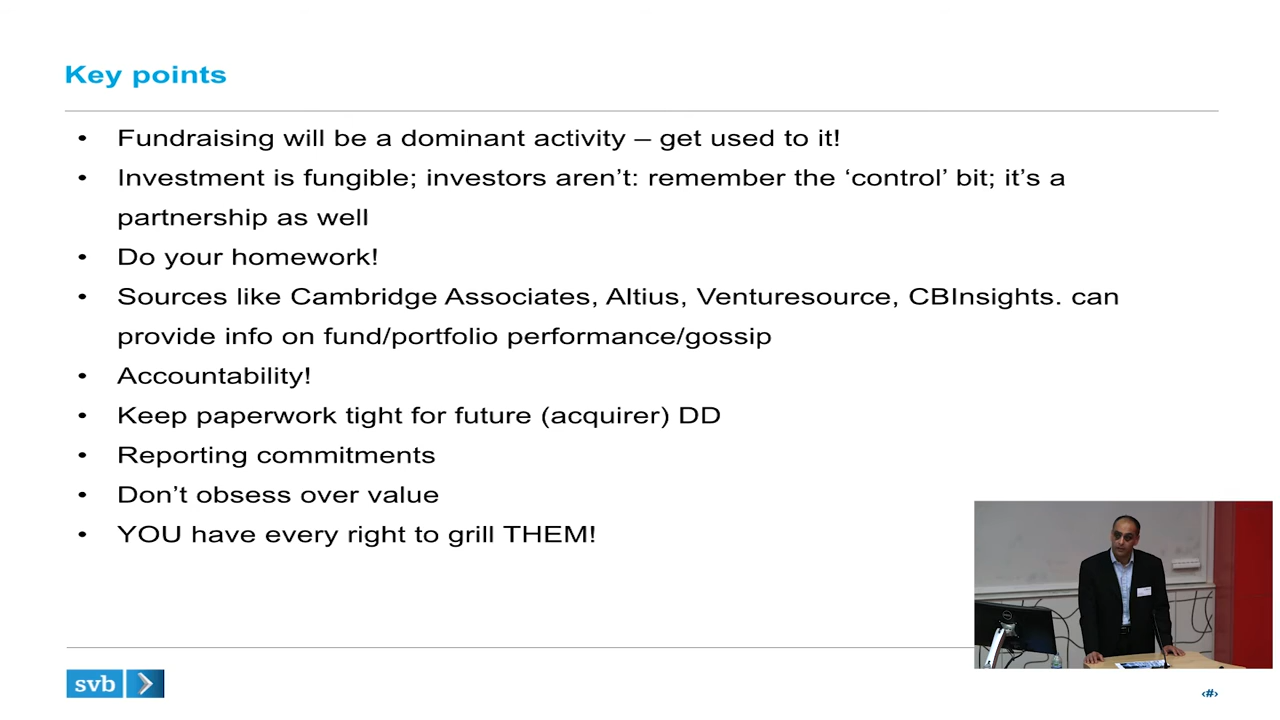 Key points
• Fundraising will be a dominant activity – get used to it!
• Investment is fungible; investors aren’t: remember the ‘control’ bit; it’s a
partnership as well
• Do your homework!
• Sources like Cambridge Associates, Altius, Venturesource, CBInsights. can
provide info on fund/portfolio performance/gossip
• Accountability!
• Keep paperwork tight for future (acquirer) DD
• Reporting commitments
• Don’t obsess over value
• YOU have every right to grill THEM!
svb
‹#›